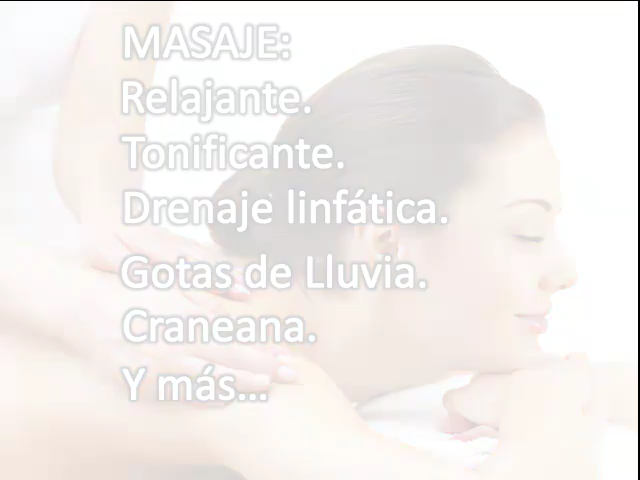 MASAJE:
Relajante.
Tonificante.
Drenaje linfática.
Gotas de Lluvia.
Craneana.
Y más...